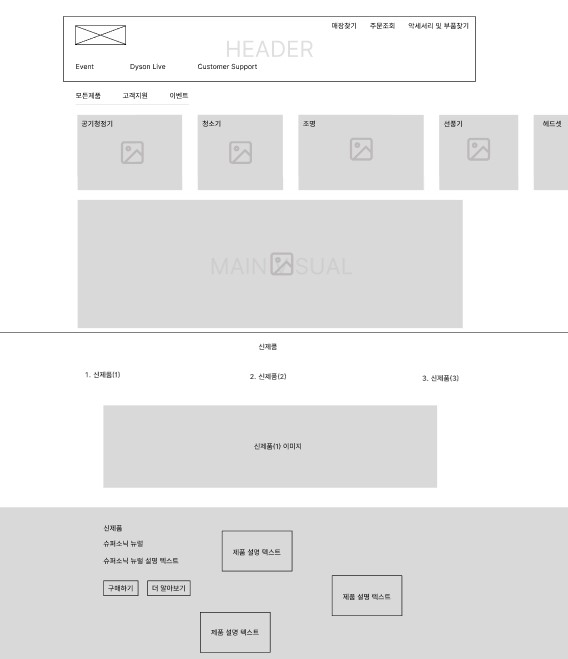 매장찾기 주문조회 악세서리 및 부품찾기
HEADER
Event Dyson Live Customer Support
모든제품 고객지원 이벤트
공기청정기 청소기 조명 선풍기 헤드셋
MAIN SUAL
신제품
1. 신제품(1) 2. 신제품(2) 3. 신제품(3)
신제품(1) 이미지
신제품
슈퍼소닉 뉴럴
슈퍼소닉 뉴럴 설명 텍스트
제품 설명 텍스트
구매하기 더 알아보기
제품 설명 텍스트
제품 설명 텍스트